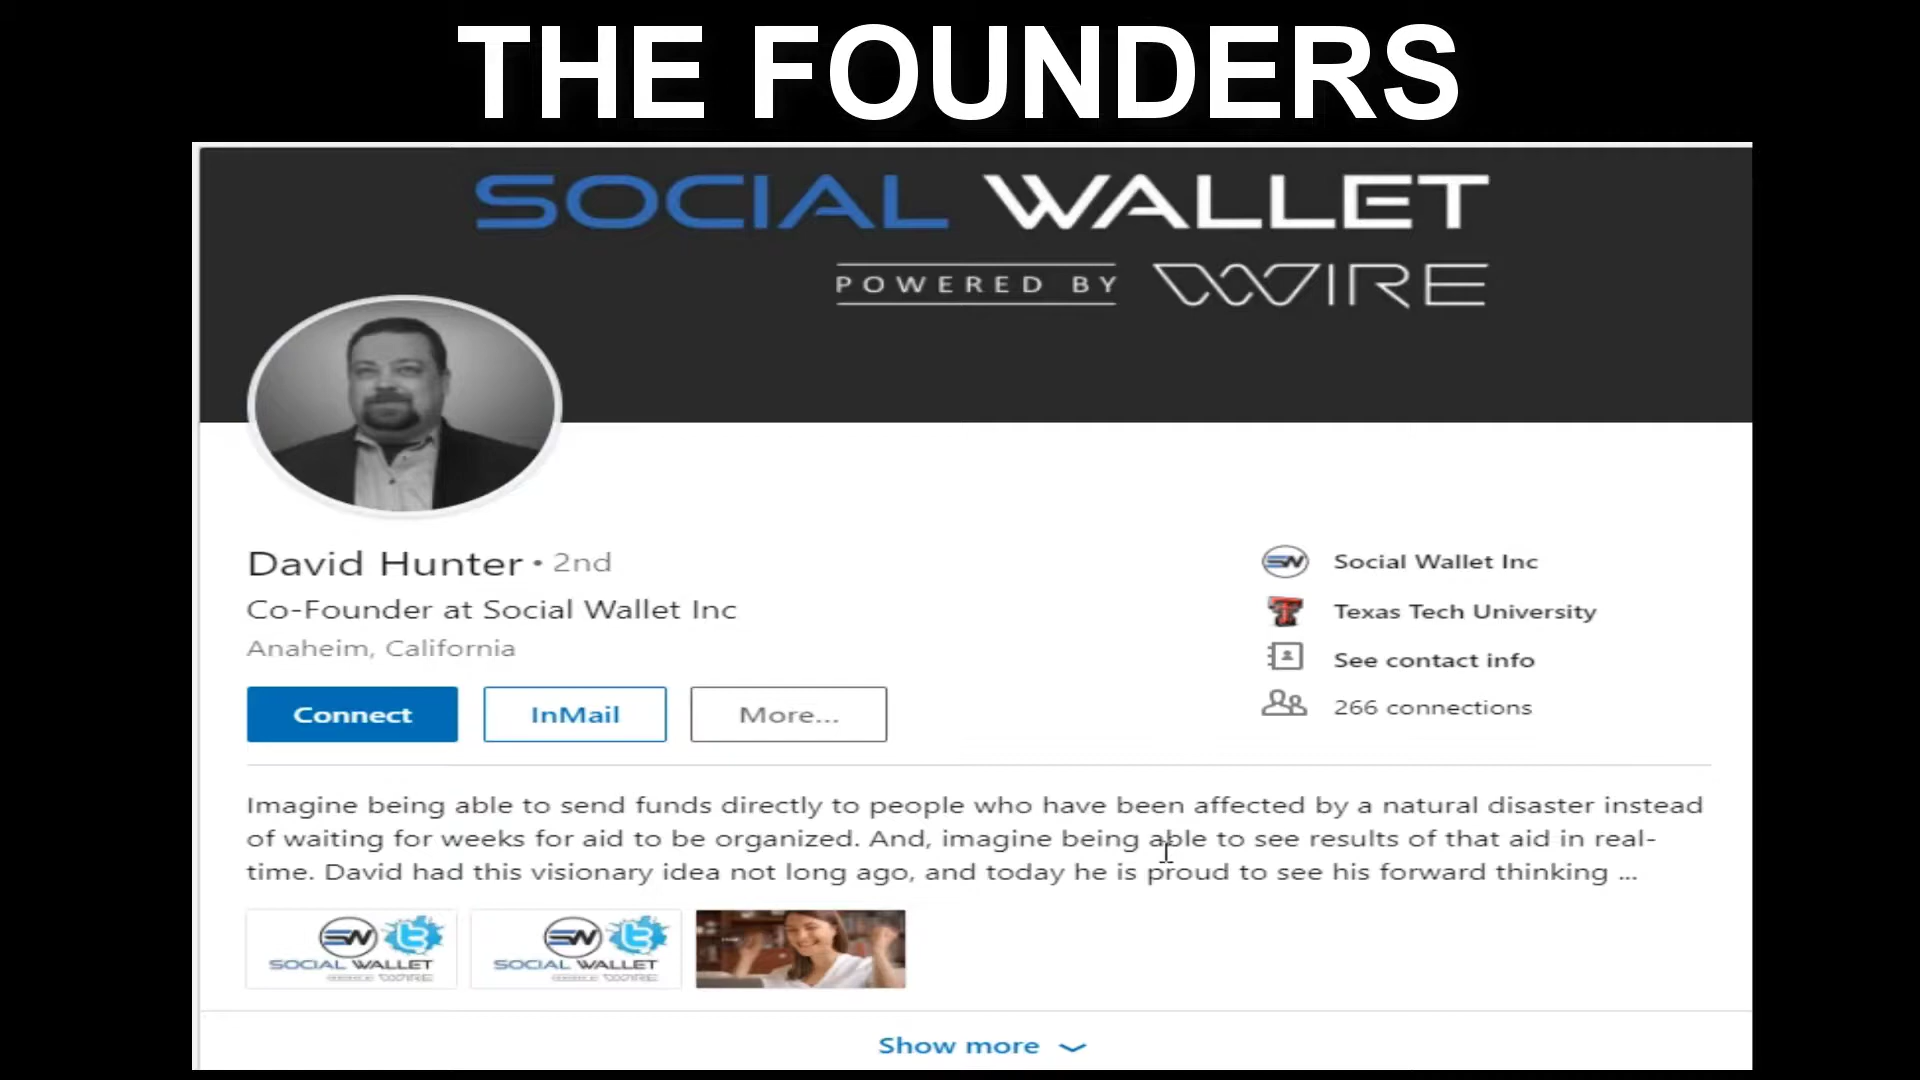 THE FOUNDERS
SOCIAL WALLET
POWERED BY WIRE
David Hunter • 2nd
Co-Founder at Social Wallet Inc
Anaheim, California
Connect
InMail
More...
SW
Social Wallet Inc
Texas Tech University
See contact info
266 connections
Imagine being able to send funds directly to people who have been affected by a natural disaster instead
of waiting for weeks for aid to be organized. And, imagine being able to see results of that aid in real-
time. David had this visionary idea not long ago, and today he is proud to see his forward thinking ...
SW
SOCIAL WALLET
WIRE
SW
SOCIAL WALLET
WIRE
Show more